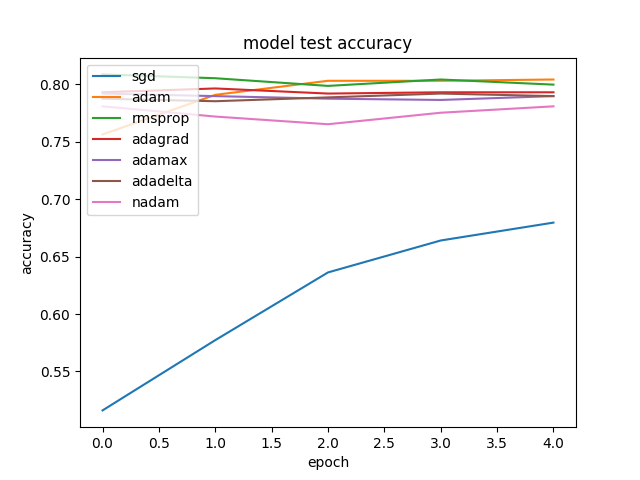 model test accuracy
accuracy
0.80
0.75
0.70
0.65
0.60
0.55
sgd
adam
rmsprop
adagrad
adamax
adadelta
nadam
0.0 0.5 1.0 1.5 2.0 2.5 3.0 3.5 4.0
epoch